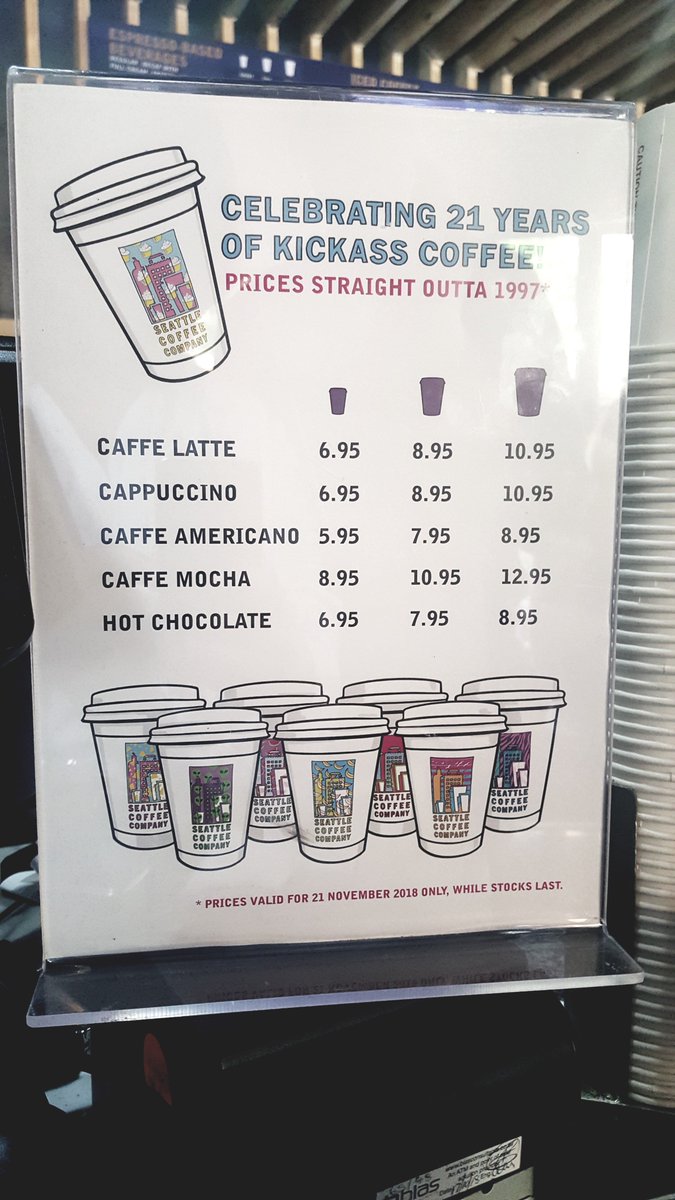 ESPRESSO BASED
BEVERAGES
CAUTION
CELEBRATING 21 YEARS
OF KICKASS COFFEE!
PRICES STRAIGHT OUTTA 1997*
SEATTLE
COFFEE
COMPANY
CAFFE LATTE 6.95 8.95 10.95
CAPPUCCINO 6.95 8.95 10.95
CAFFE AMERICANO 5.95 7.95 8.95
CAFFE MOCHA 8.95 10.95 12.95
HOT CHOCOLATE 6.95 7.95 8.95
SEATTLE
COFFEE
COMPANY
SEATTLE
COFFEE
COMPANY
SEATTLE
COFFEE
SEATTLE
COFFEE
COMPANY
SEATTLE
COFFEE
COMPANY
SEATTLE
COFFEE
COMPANY
SEATTLE
COFFEE
COMPANY
* PRICES VALID FOR 21 NOVEMBER 2018 ONLY, WHILE STOCKS LAST.